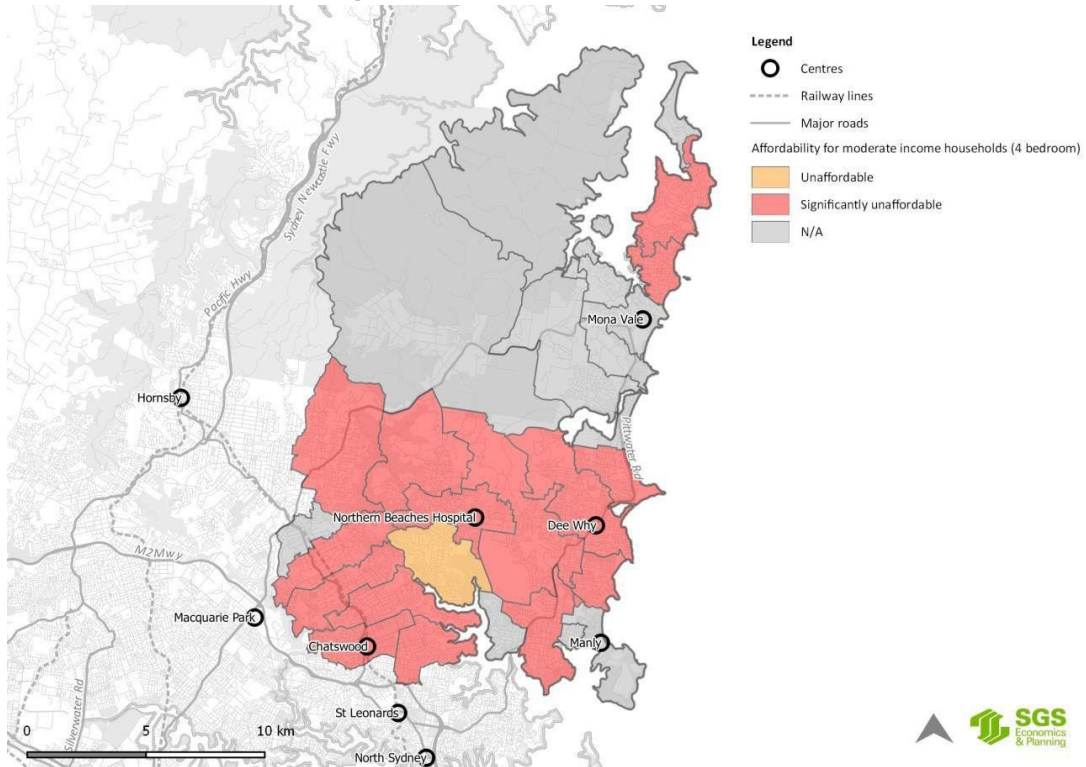 Legend
Centres
Railway lines
Major roads
Affordability for moderate income households (4 bedroom)
Unaffordable
Significantly unaffordable
N/A
Sydney Newcastle Fwy
Pacific Hwy
Mona Vale
Hornsby
Pittwater Rd
Northern Beaches Hospital
Dee Why
M2Mwy
Macquarie Park
Chatswood
Manly
St Leonards
0 5 10 km
Silverwater Rd
North Sydney
SGS
Economics
& Planning